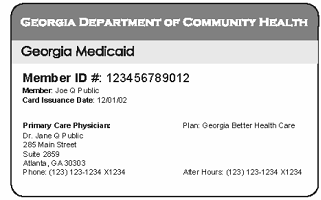 GEORGIA DEPARTMENT OF COMMUNITY HEALTH
Georgia Medicaid
Member ID #: 123456789012
Member: Joe Q Public
Card Issuance Date: 12/01/02
Primary Care Physician: Plan: Georgia Better Health Care
Dr. Jane Q Public
285 Main Street
Suite 2859
Atlanta, GA 30303
Phone: (123) 123-1234 X1234 After Hours: (123) 123-1234 X1234